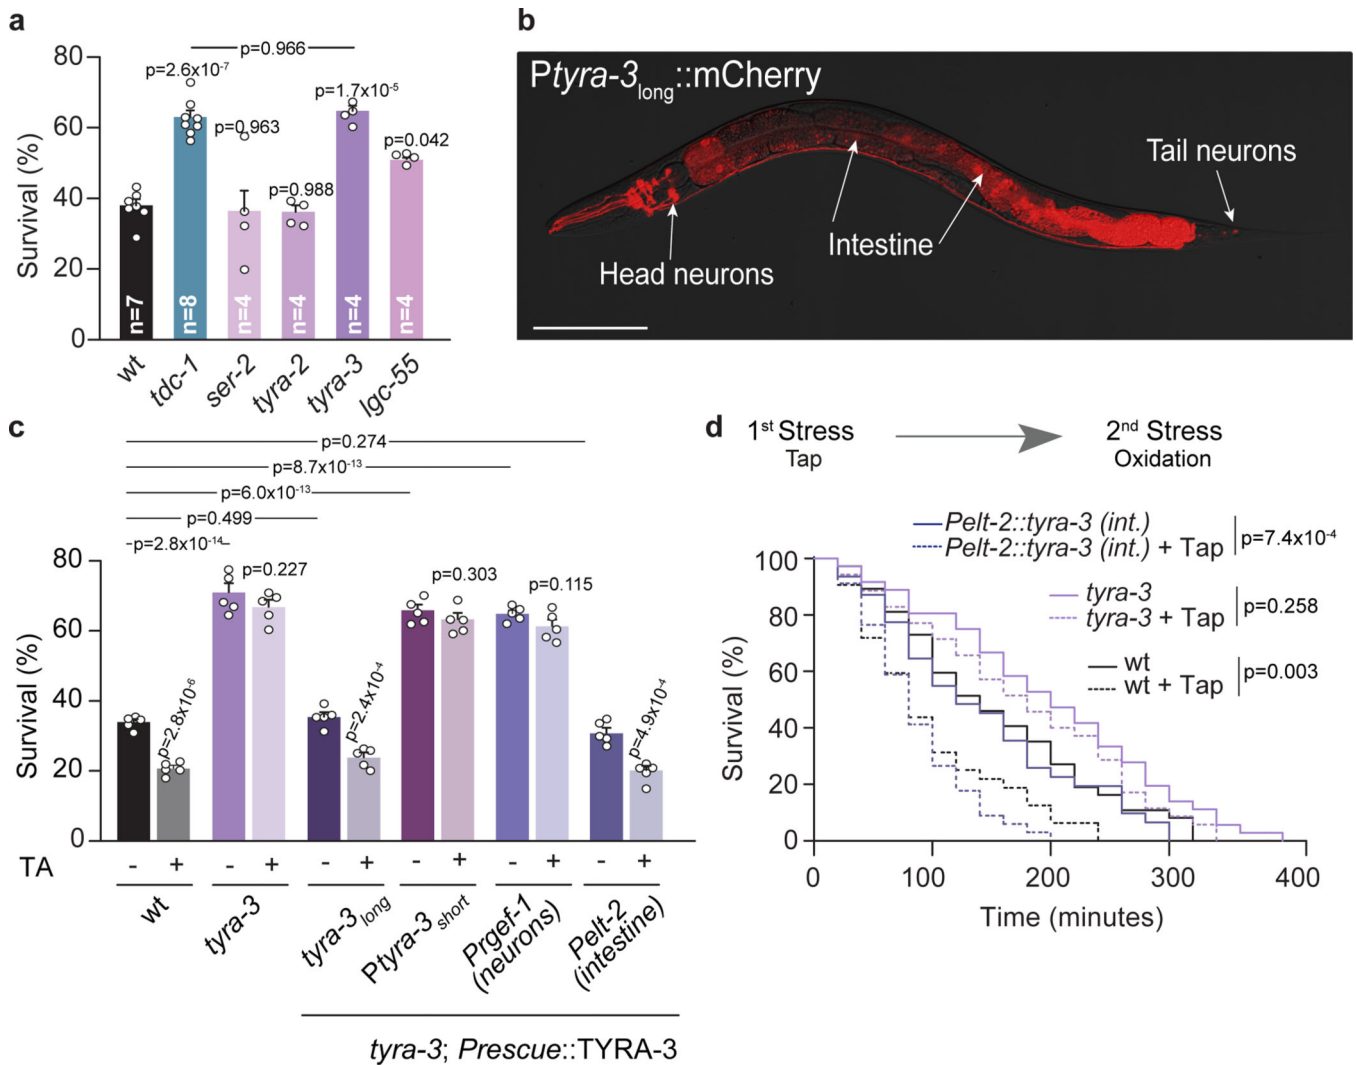 a
80
60
40
20
0
Survival (%)
p=0.966
p=2.6x10-7
p=0.963
p=0.988
p=1.7x10-5
p=0.042
n=7
n=8
n=4
n=4
n=4
n=4
wt
tdc-1
ser-2
tyra-2
tyra-3
lgc-55
b
Ptyra-3long::mCherry
Tail neurons
Intestine
Head neurons
c
p=0.274
p=8.7x10-13
p=6.0x10-13
p=0.499
p=2.8x10-14
80
60
40
20
0
Survival (%)
p=2.8x10-6
p=0.227
p=2.4x10-4
p=0.303
p=0.115
p=4.9x10-4
TA
- + - + - + - + - + - +
wt
tyra-3
tyra-3 long
Ptyra-3 short
Prgef-1
(neurons)
Pelt-2
(intestine)
tyra-3; Prescue::TYRA-3
d
1st Stress
Tap
2nd Stress
Oxidation
Pelt-2::tyra-3 (int.)
Pelt-2::tyra-3 (int.) + Tap
p=7.4x10-4
tyra-3
tyra-3 + Tap
p=0.258
wt
wt + Tap
p=0.003
100
80
60
40
20
0
Survival (%)
0 100 200 300 400
Time (minutes)